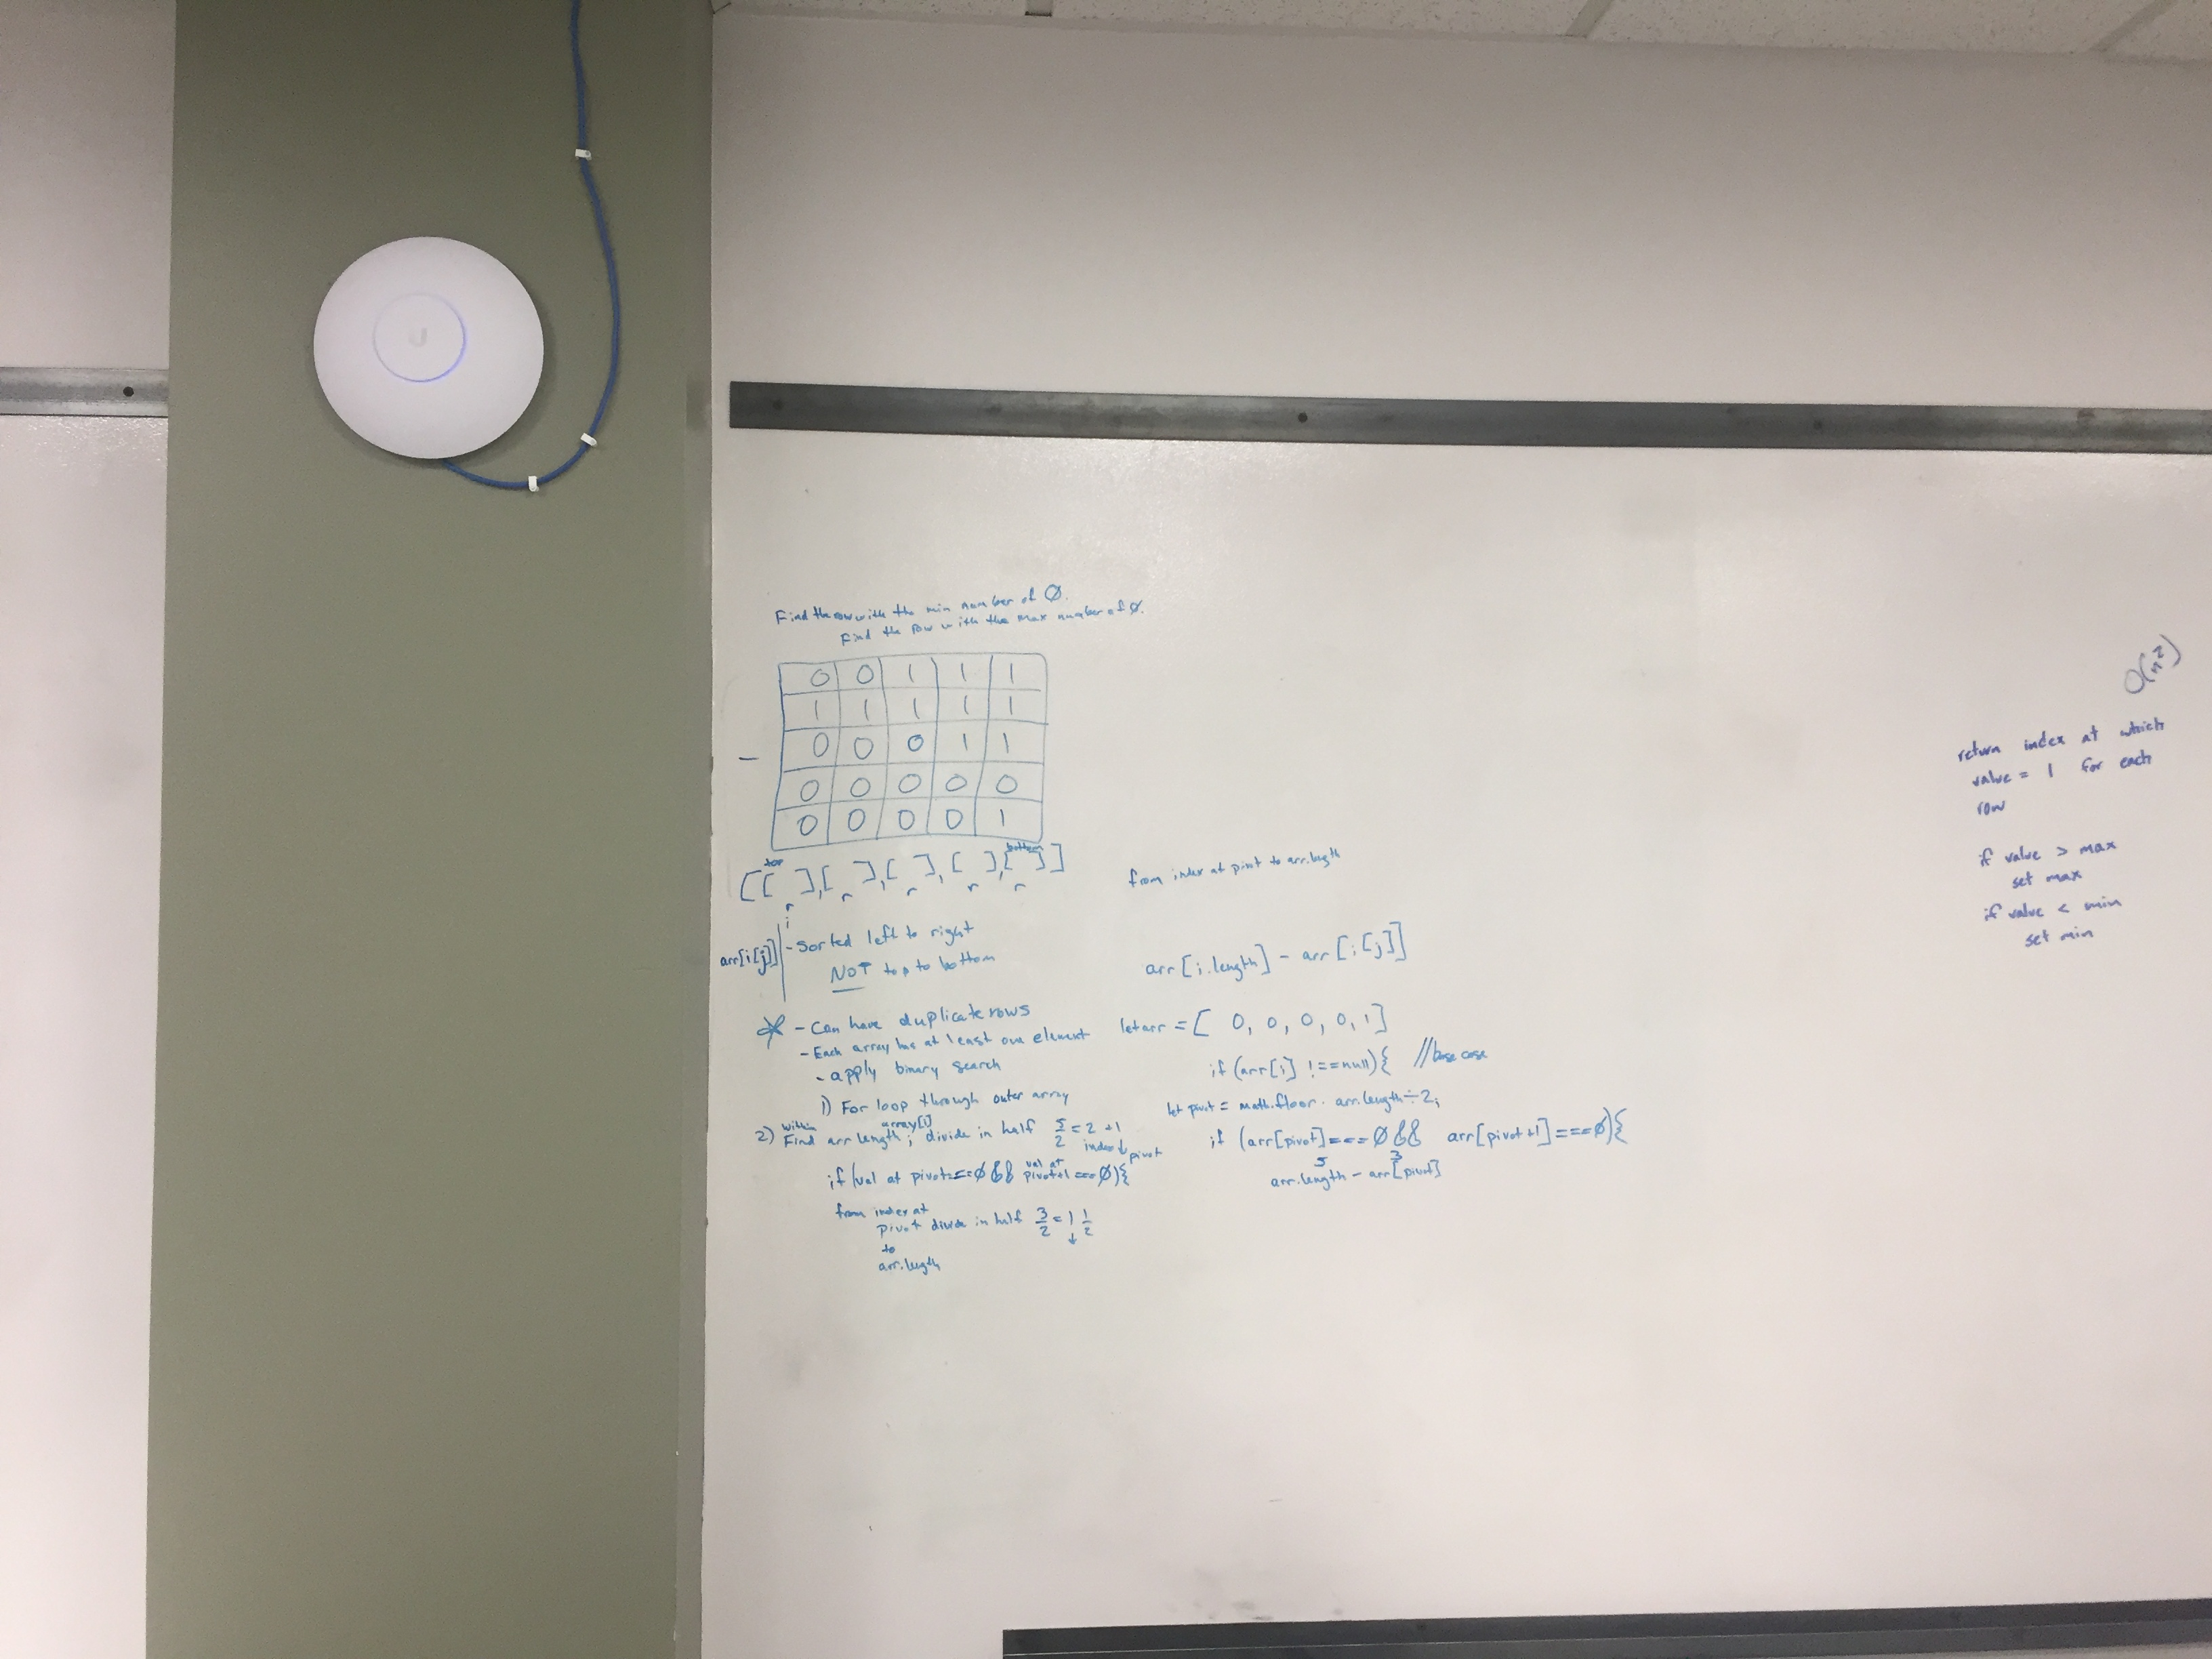 Find the row with the min number of Ø.
Find the row with the max number of Ø.
0 0 1 1 1
1 1 1 1 1
0 0 0 1 1
0 0 0 0 0
0 0 0 0 1
top bottom
[[ ],[ ],[ ],[ ],[ ]]
r r r r r
i
arr[i[j]] - Sorted left to right
NOT top to bottom
- Can have duplicate rows
- Each array has at least one element
- apply binary search
1) For loop through outer array
within array[i]
2) Find arr length; divide in half 5/2 = 2 +1
index ↓ pivot
if (val at pivot===Ø && val at pivot+1 ===Ø){
from index at
pivot divide in half 3/2 = 1 1/2
to ↓
arr.length
from index at pivot to arr.length
arr[i.length] - arr[i[j]]
let arr = [ 0, 0, 0, 0, 1]
if (arr[i] !==null){ //base case
let pivot = math.floor. arr.length÷2;
if (arr[pivot]===Ø && arr[pivot+1]===Ø){
5 3
arr.length - arr[pivot]
O(n²)
return index at which
value = 1 for each
row
if value > max
set max
if value < min
set min